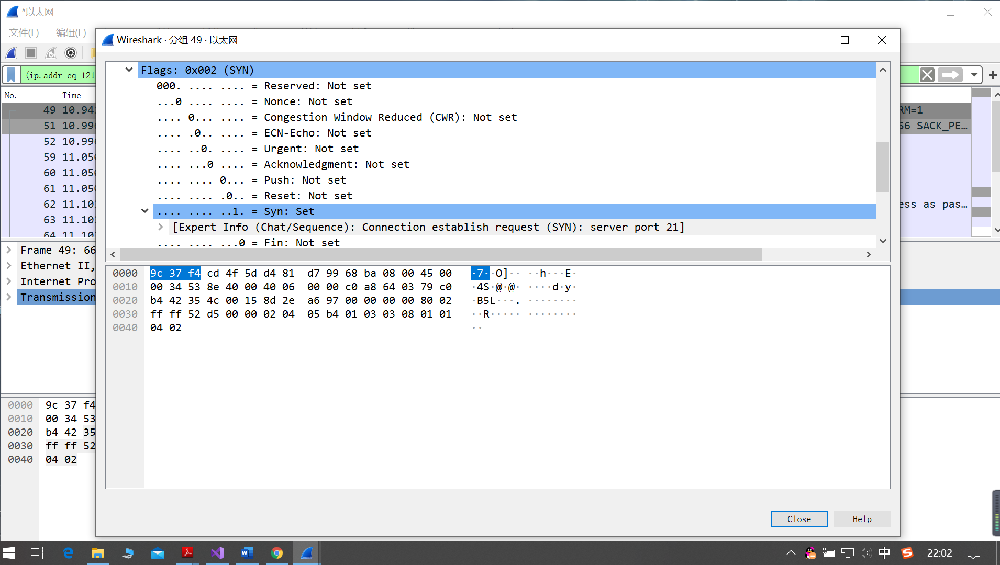 *以太网
文件(F) 编辑(E)
Wireshark · 分组 49 · 以太网
(ip.addr eq 121
No. Time
49 10.942
51 10.996
52 10.996
59 11.056
60 11.056
61 11.056
62 11.10
63 11.10
64 11.10
RM=1
56 SACK_PE…
ess as pas…
Flags: 0x002 (SYN)
000. .... .... = Reserved: Not set
...0 .... .... = Nonce: Not set
.... 0... .... = Congestion Window Reduced (CWR): Not set
.... .0.. .... = ECN-Echo: Not set
.... ..0. .... = Urgent: Not set
.... ...0 .... = Acknowledgment: Not set
.... .... 0... = Push: Not set
.... .... .0.. = Reset: Not set
.... .... ..1. = Syn: Set
[Expert Info (Chat/Sequence): Connection establish request (SYN): server port 21]
.... .... ...0 = Fin: Not set
Frame 49: 66
Ethernet II,
Internet Pro
Transmission
0000 9c 37 f4 cd 4f 5d d4 81 d7 99 68 ba 08 00 45 00 ·7··O]·· ··h···E·
0010 00 34 53 8e 40 00 40 06 00 00 c0 a8 64 03 79 c0 ·4S·@·@· ····d·y·
0020 b4 42 35 4c 00 15 8d 2e a6 97 00 00 00 00 80 02 ·B5L···. ········
0030 ff ff 52 d5 00 00 02 04 05 b4 01 03 03 08 01 01 ··R····· ········
0040 04 02 ··
0000 9c 37 f4
0010 00 34 53
0020 b4 42 35
0030 ff ff 52
0040 04 02
Close Help
中 22:02